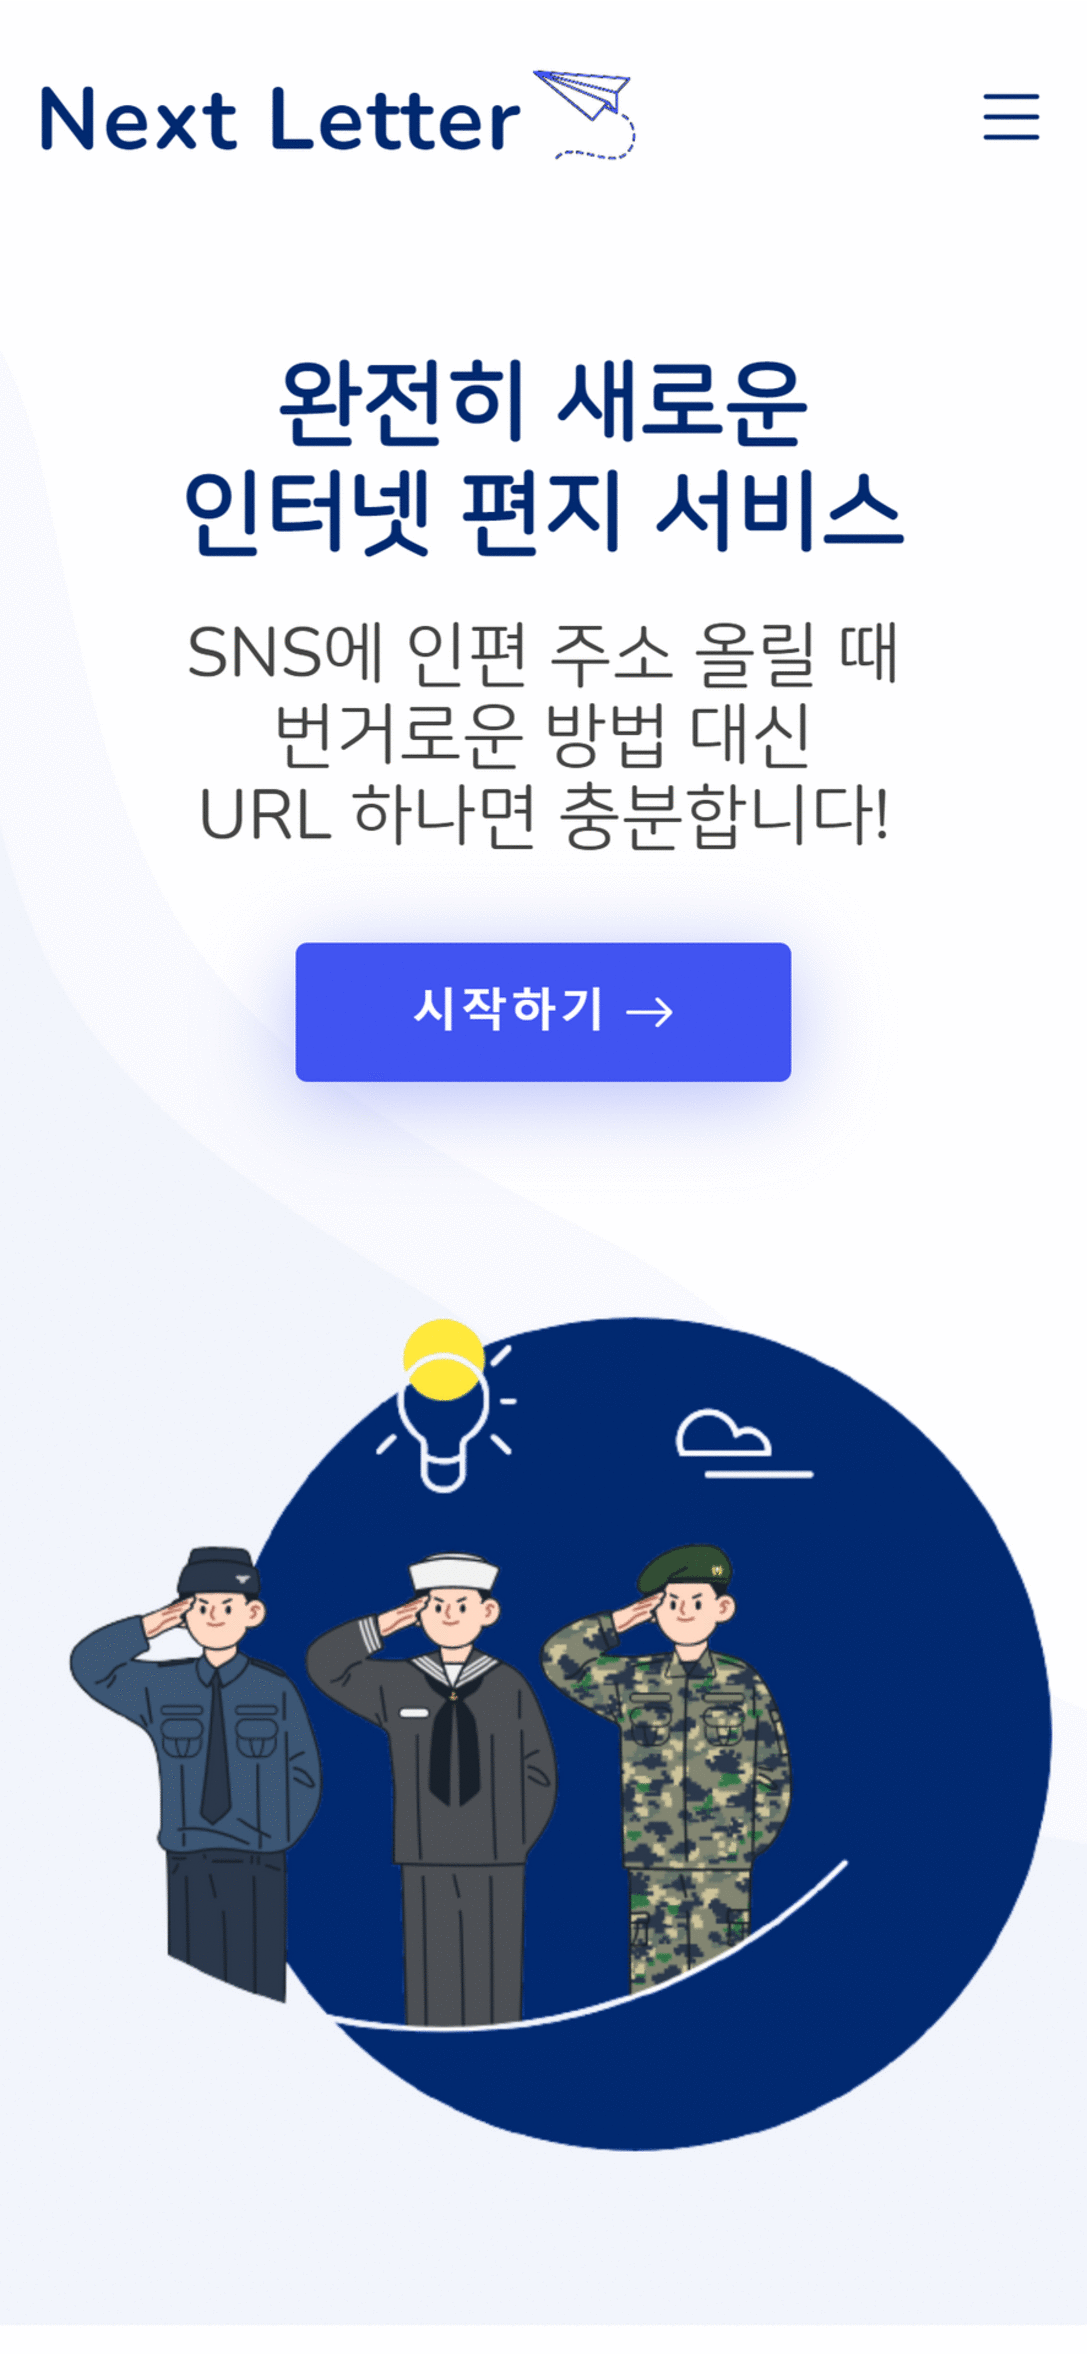 Next Letter
완전히 새로운
인터넷 편지 서비스
SNS에 인편 주소 올릴 때
번거로운 방법 대신
URL 하나면 충분합니다!
시작하기 →